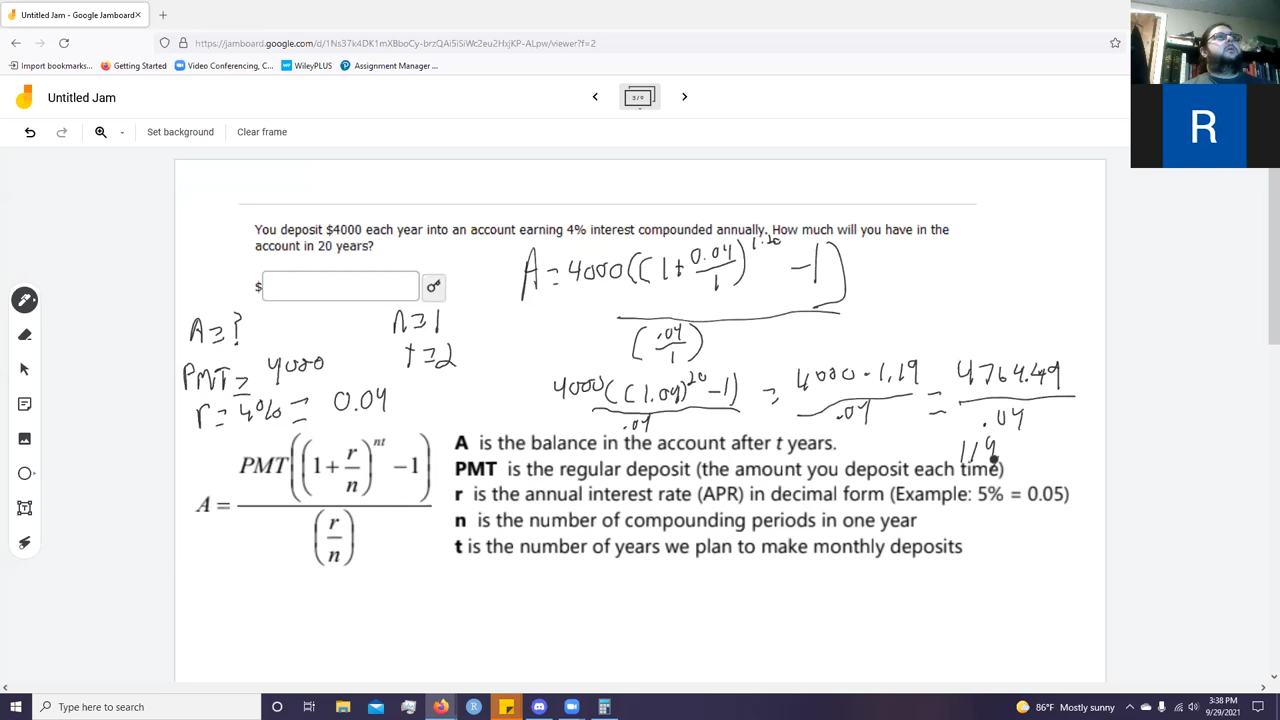 Untitled Jam - Google Jamboard
https://jamboard.google.com/d/1Ns37k4DK1mXBboCy-brzQAi5iSiWc2eu2HxjKP-ALpw/viewer?f=2
Import bookmarks... Getting Started Video Conferencing, C... WileyPLUS Assignment Manager...
R
Untitled Jam
3/9
Set background Clear frame
You deposit $4000 each year into an account earning 4% interest compounded annually. How much will you have in the
account in 20 years?
$
A = 4000((1+0.04/1)^1·20 -1)
(.04/1)
A = ?
n = 1
PMT = 4000
t = 2
r = 4% = 0.04
4000((1.04)^20 -1)/.04 = 4000·1.19/.04 = 4764.49/.04
119
A = PMT((1+r/n)^nt -1)/(r/n)
A is the balance in the account after t years.
PMT is the regular deposit (the amount you deposit each time)
r is the annual interest rate (APR) in decimal form (Example: 5% = 0.05)
n is the number of compounding periods in one year
t is the number of years we plan to make monthly deposits
Type here to search
86°F Mostly sunny
3:38 PM
9/29/2021